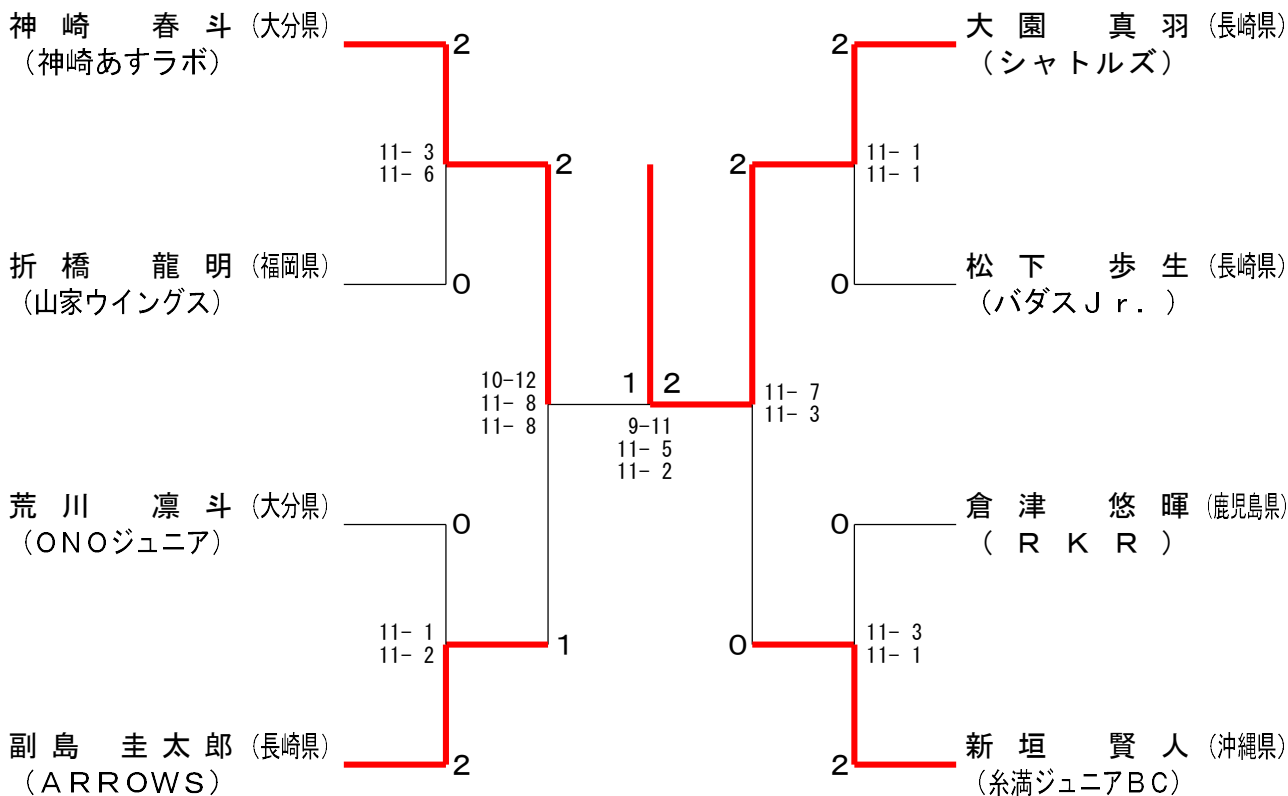 神崎 春斗 (大分県)
(神崎あすラボ)
2
11- 3
11- 6
2
折橋 龍明 (福岡県)
(山家ウイングス)
0
10-12
11- 8
11- 8
荒川 凛斗 (大分県)
(ONOジュニア)
0
11- 1
11- 2
1
副島 圭太郎 (長崎県)
(ARROWS)
2
1 2
9-11
11- 5
11- 2
大園 真羽 (長崎県)
(シャトルズ)
2
2
11- 1
11- 1
松下 歩生 (長崎県)
(バダスJr.)
0
11- 7
11- 3
倉津 悠暉 (鹿児島県)
(RKR)
0
0
11- 3
11- 1
新垣 賢人 (沖縄県)
(糸満ジュニアBC)
2